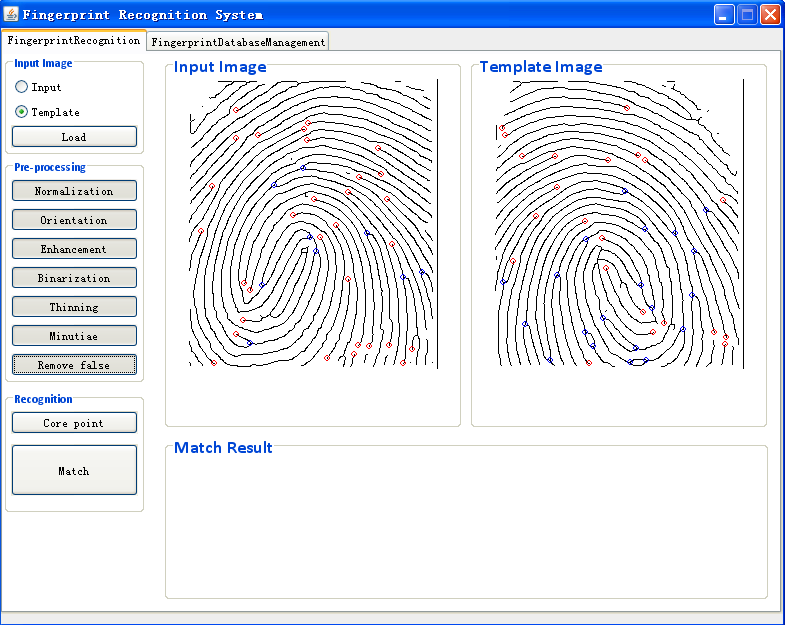 Fingerprint Recognition System
FingerprintRecognition
FingerprintDatabaseManagement
Input Image
Input
Template
Load
Pre-processing
Normalization
Orientation
Enhancement
Binarization
Thinning
Minutiae
Remove false
Recognition
Core point
Match
Input Image
Template Image
Match Result